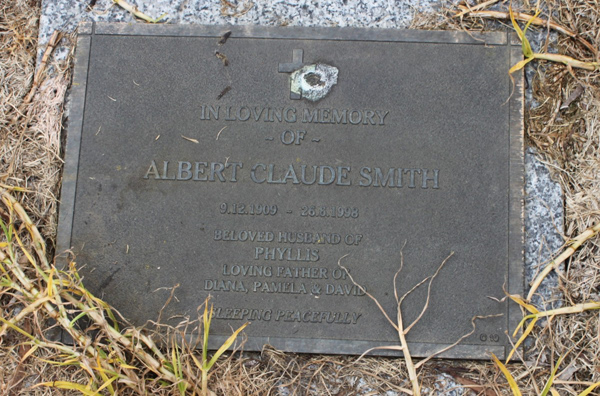 IN LOVING MEMORY
~ OF ~
ALBERT CLAUDE SMITH
9.12.1909 - 26.6.1998
BELOVED HUSBAND OF
PHYLLIS
LOVING FATHER OF
DIANA, PAMELA & DAVID
SLEEPING PEACEFULLY